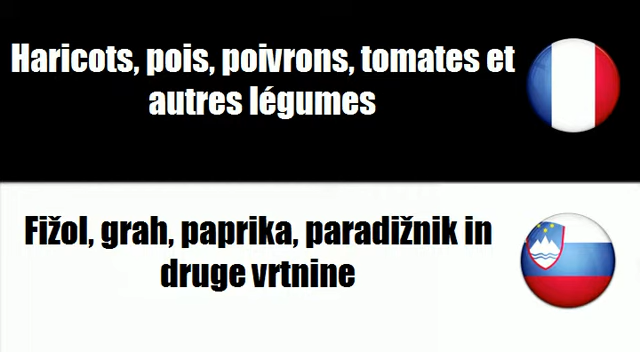 Haricots, pois, poivrons, tomates et
autres légumes
Fižol, grah, paprika, paradižnik in
druge vrtnine